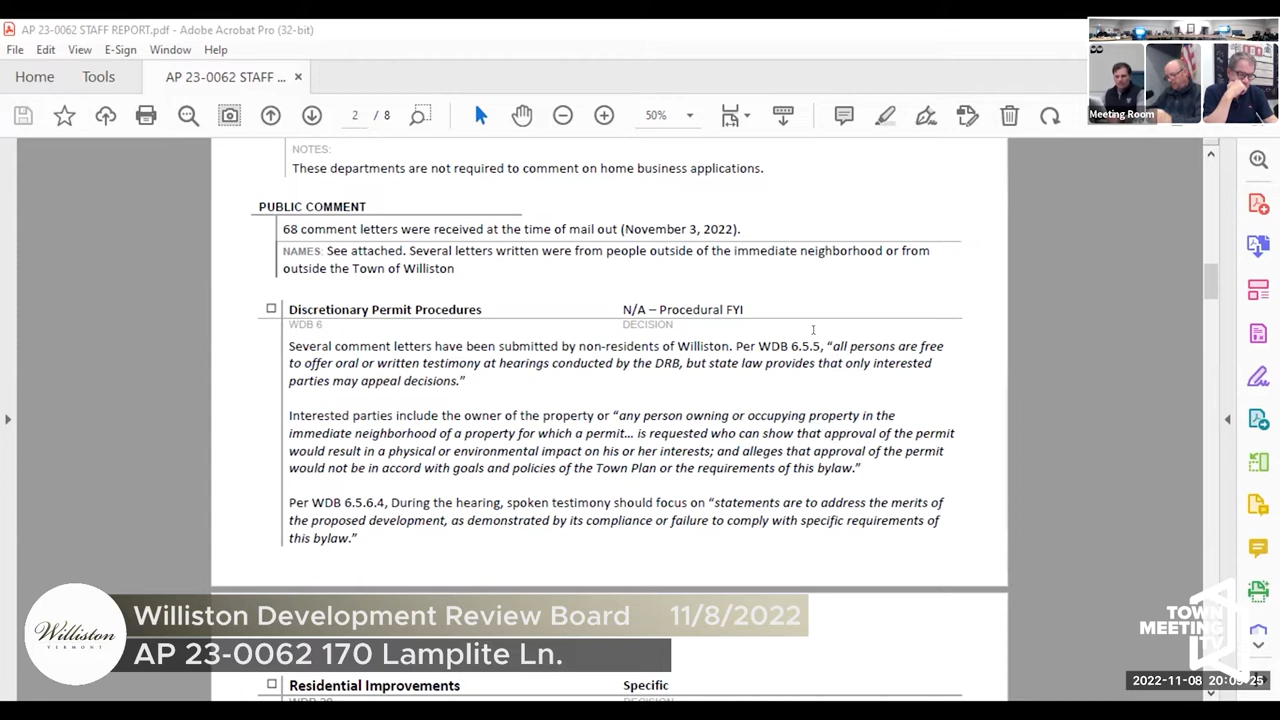 AP 23-0062 STAFF REPORT.pdf - Adobe Acrobat Pro (32-bit)
File Edit View E-Sign Window Help
Home Tools AP 23-0062 STAFF ... ×
2 / 8 50%
Meeting Room
NOTES:
These departments are not required to comment on home business applications.
PUBLIC COMMENT
68 comment letters were received at the time of mail out (November 3, 2022).
NAMES: See attached. Several letters written were from people outside of the immediate neighborhood or from
outside the Town of Williston
Discretionary Permit Procedures N/A – Procedural FYI
WDB 6 DECISION
Several comment letters have been submitted by non-residents of Williston. Per WDB 6.5.5, “all persons are free
to offer oral or written testimony at hearings conducted by the DRB, but state law provides that only interested
parties may appeal decisions.”
Interested parties include the owner of the property or “any person owning or occupying property in the
immediate neighborhood of a property for which a permit… is requested who can show that approval of the permit
would result in a physical or environmental impact on his or her interests; and alleges that approval of the permit
would not be in accord with goals and policies of the Town Plan or the requirements of this bylaw.”
Per WDB 6.5.6.4, During the hearing, spoken testimony should focus on “statements are to address the merits of
the proposed development, as demonstrated by its compliance or failure to comply with specific requirements of
this bylaw.”
Williston
VERMONT
Williston Development Review Board 11/8/2022
AP 23-0062 170 Lamplite Ln.
TOWN
MEETING
TV
Residential Improvements Specific